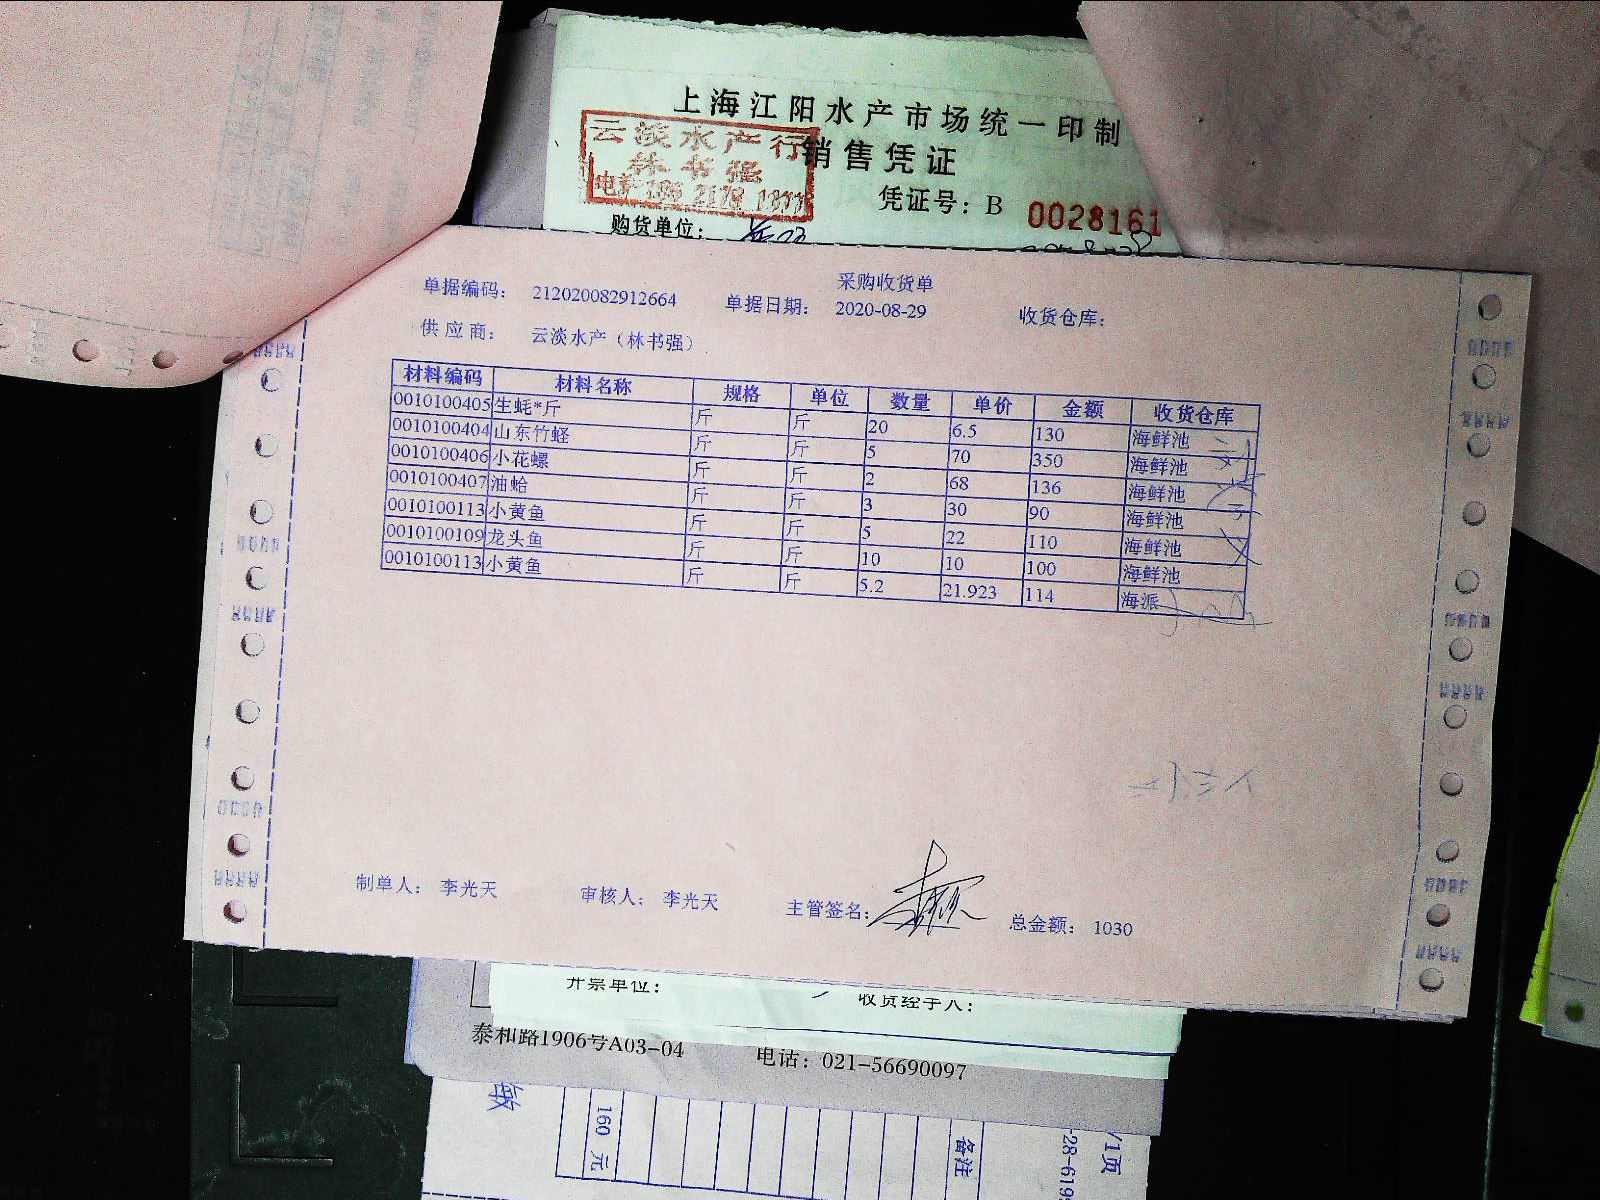 上海江阳水产市场统一印制
云淡水产行
销售凭证
林书强
凭证号：B 0028161
购货单位：
采购收货单
单据编码： 212020082912664 单据日期： 2020-08-29 收货仓库：
供应商： 云淡水产（林书强）
材料编码 材料名称 规格 单位 数量 单价 金额 收货仓库
0010100405 生蚝*斤 斤 斤 20 6.5 130 海鲜池
0010100404 山东竹蛏 斤 斤 5 70 350 海鲜池
0010100406 小花螺 斤 斤 2 68 136 海鲜池
0010100407 油蛤 斤 斤 3 30 90 海鲜池
0010100113 小黄鱼 斤 斤 5 22 110 海鲜池
0010100109 龙头鱼 斤 斤 10 10 100 海鲜池
0010100113 小黄鱼 斤 斤 5.2 21.923 114 海派
制单人： 李光天 审核人： 李光天 主管签名： 总金额： 1030
开票单位： 收货经手人：
泰和路1906号A03-04 电话：021-56690097
160 元
备注
/1页